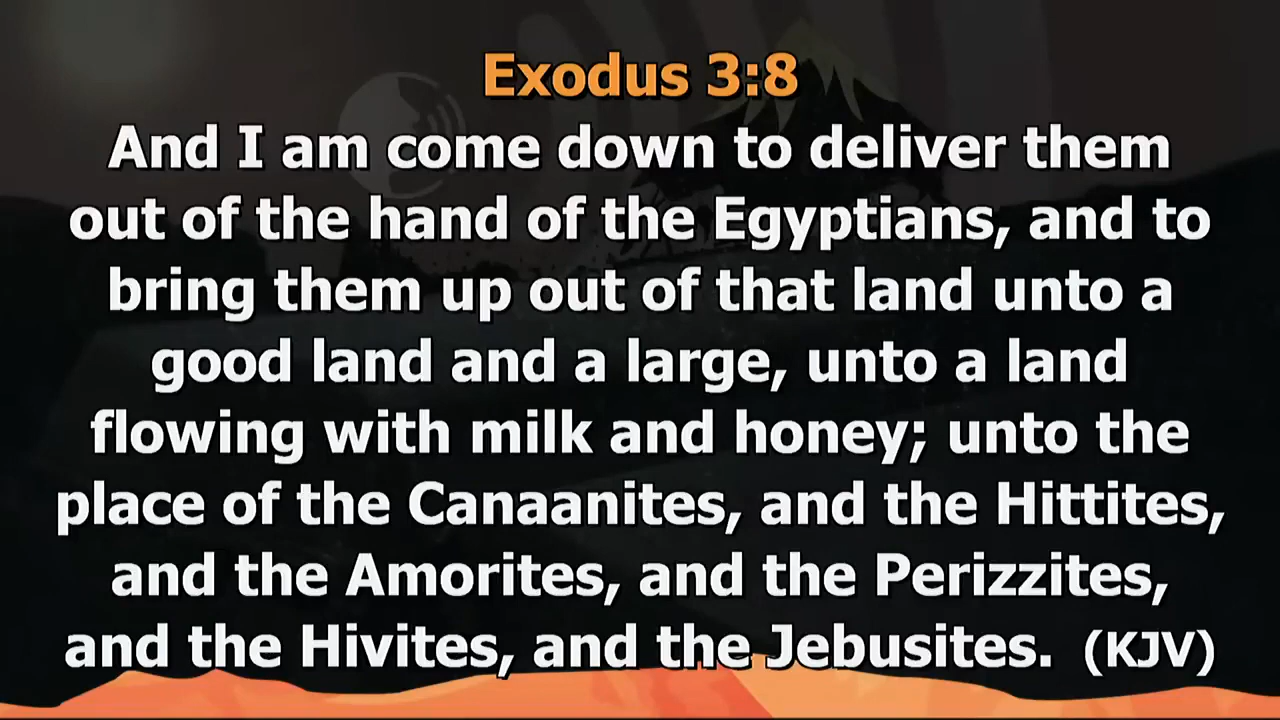 Exodus 3:8
And I am come down to deliver them
out of the hand of the Egyptians, and to
bring them up out of that land unto a
good land and a large, unto a land
flowing with milk and honey; unto the
place of the Canaanites, and the Hittites,
and the Amorites, and the Perizzites,
and the Hivites, and the Jebusites. (KJV)